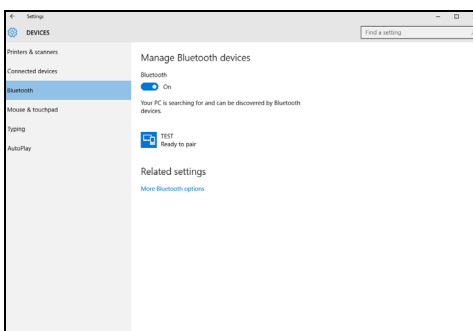 Settings
DEVICES
Find a setting
Printers & scanners
Connected devices
Bluetooth
Mouse & touchpad
Typing
AutoPlay
Manage Bluetooth devices
Bluetooth
On
Your PC is searching for and can be discovered by Bluetooth
devices.
TEST
Ready to pair
Related settings
More Bluetooth options